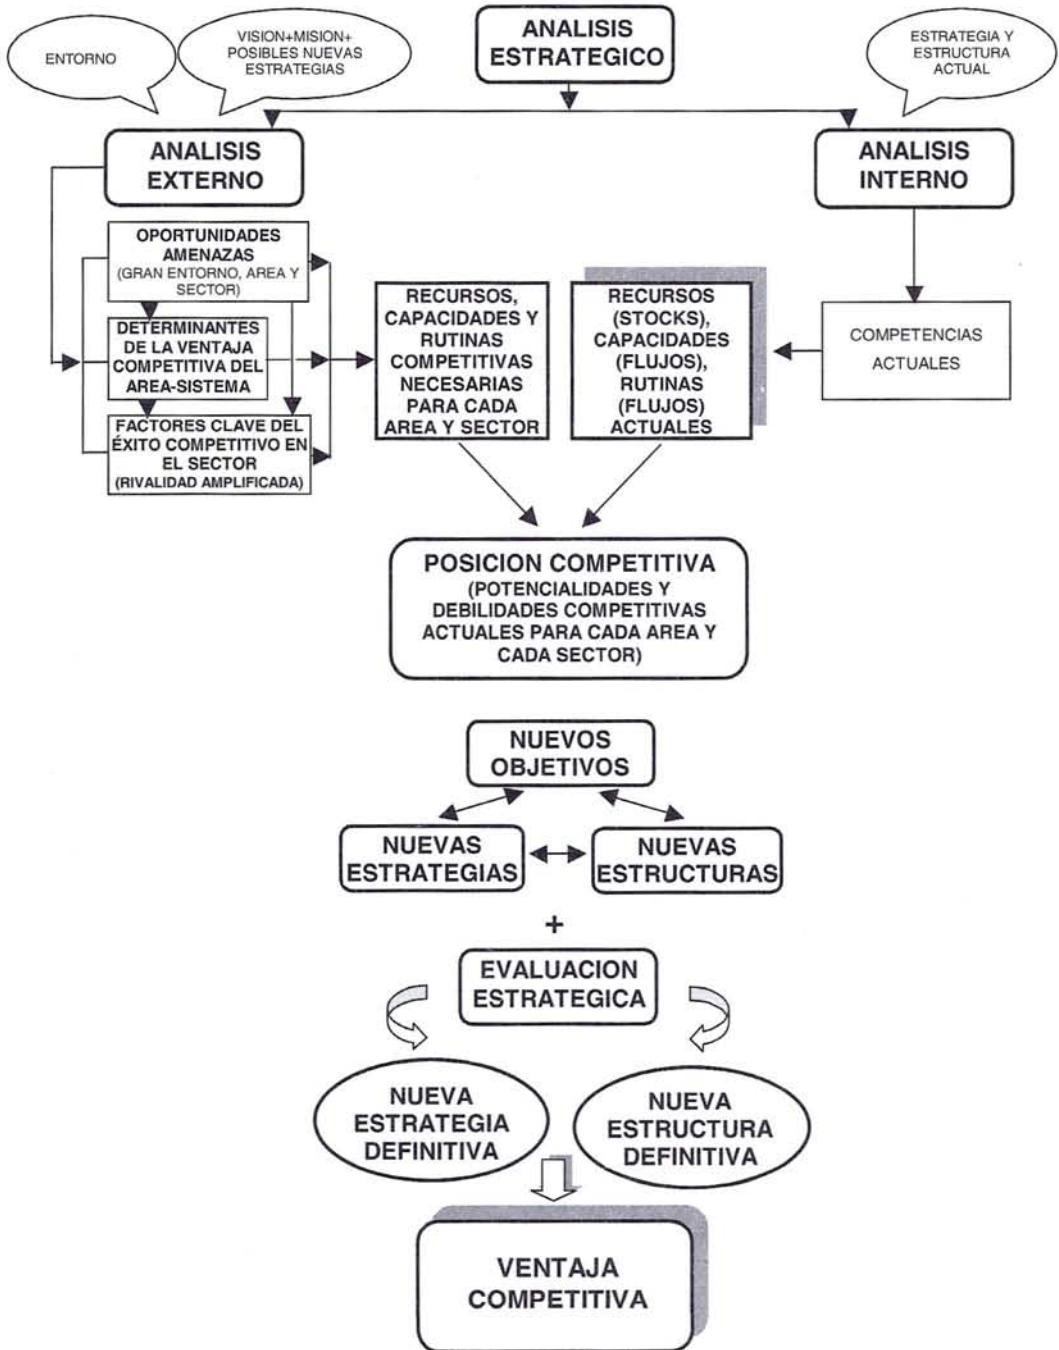 ANALISIS
ESTRATEGICO
ENTORNO
VISION+MISION+
POSIBLES NUEVAS
ESTRATEGIAS
ESTRATEGIA Y
ESTRUCTURA
ACTUAL
ANALISIS
EXTERNO
ANALISIS
INTERNO
OPORTUNIDADES
AMENAZAS
(GRAN ENTORNO, AREA Y
SECTOR)
DETERMINANTES
DE LA VENTAJA
COMPETITIVA DEL
AREA-SISTEMA
FACTORES CLAVE DEL
ÉXITO COMPETITIVO EN
EL SECTOR
(RIVALIDAD AMPLIFICADA)
RECURSOS,
CAPACIDADES Y
RUTINAS
COMPETITIVAS
NECESARIAS
PARA CADA
AREA Y SECTOR
RECURSOS
(STOCKS),
CAPACIDADES
(FLUJOS),
RUTINAS
(FLUJOS)
ACTUALES
COMPETENCIAS
ACTUALES
POSICION COMPETITIVA
(POTENCIALIDADES Y
DEBILIDADES COMPETITIVAS
ACTUALES PARA CADA AREA Y
CADA SECTOR)
NUEVOS
OBJETIVOS
NUEVAS
ESTRATEGIAS
NUEVAS
ESTRUCTURAS
+
EVALUACION
ESTRATEGICA
NUEVA
ESTRATEGIA
DEFINITIVA
NUEVA
ESTRUCTURA
DEFINITIVA
VENTAJA
COMPETITIVA